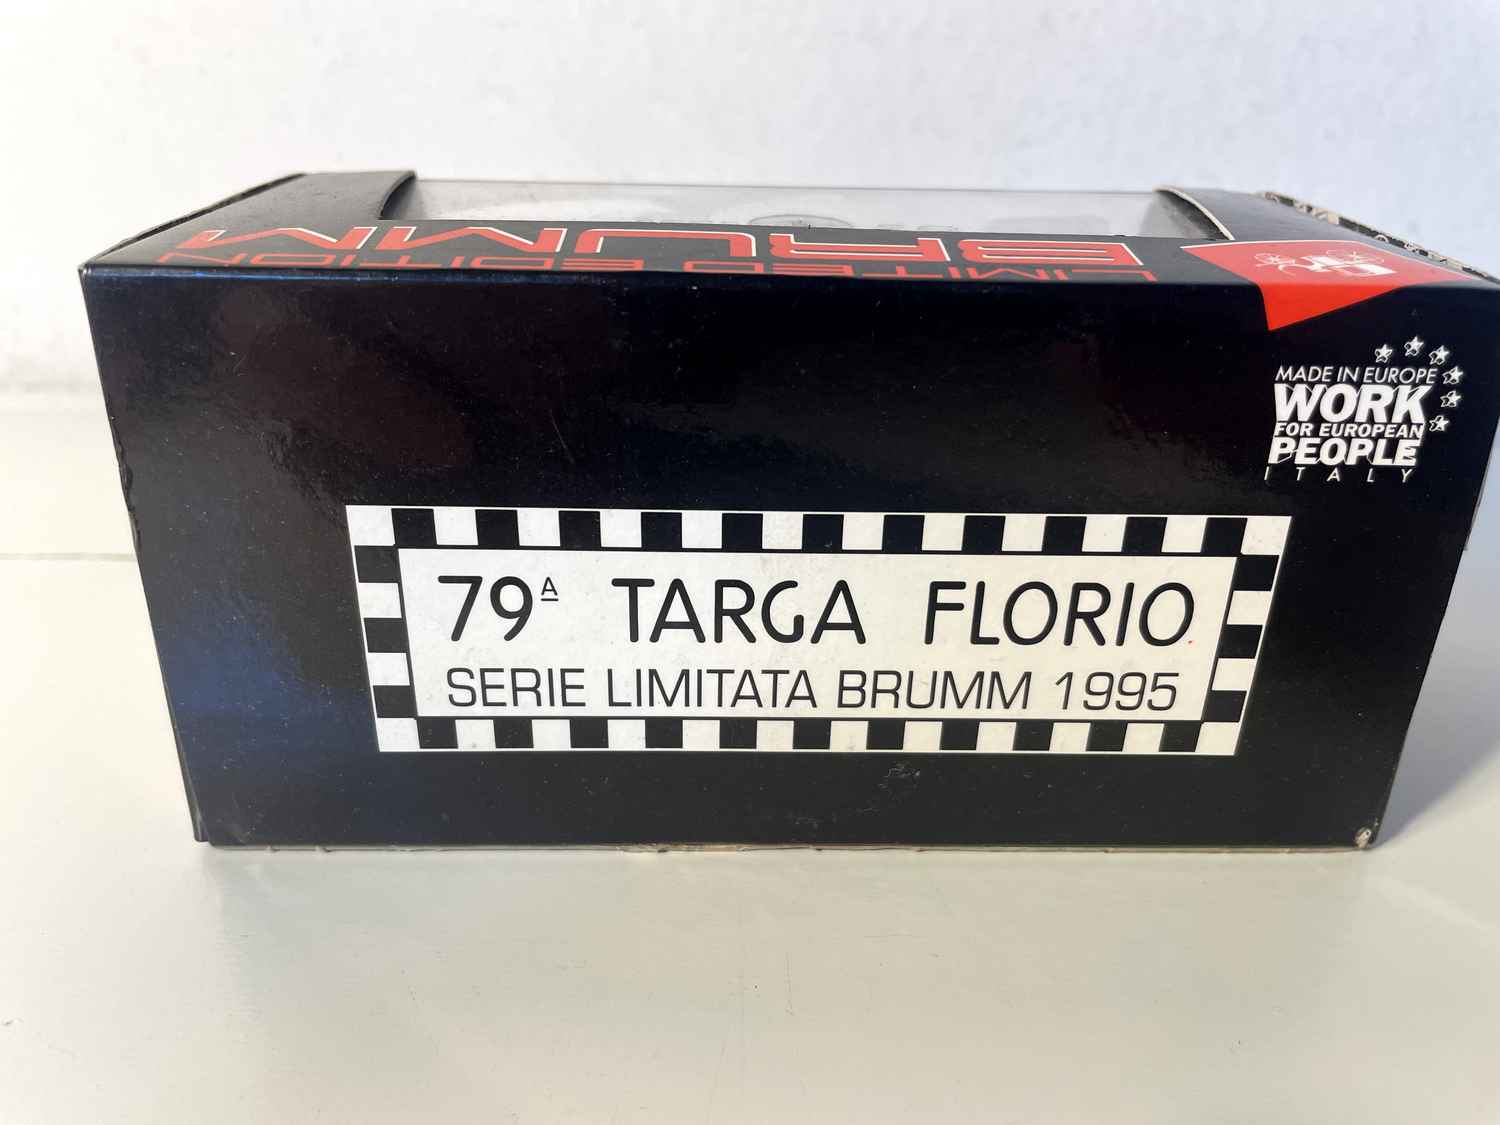 BRUMM
LIMITED EDITION
MADE IN EUROPE
WORK
FOR EUROPEAN
PEOPLE
ITALY
79ᴬ TARGA FLORIO
SERIE LIMITATA BRUMM 1995